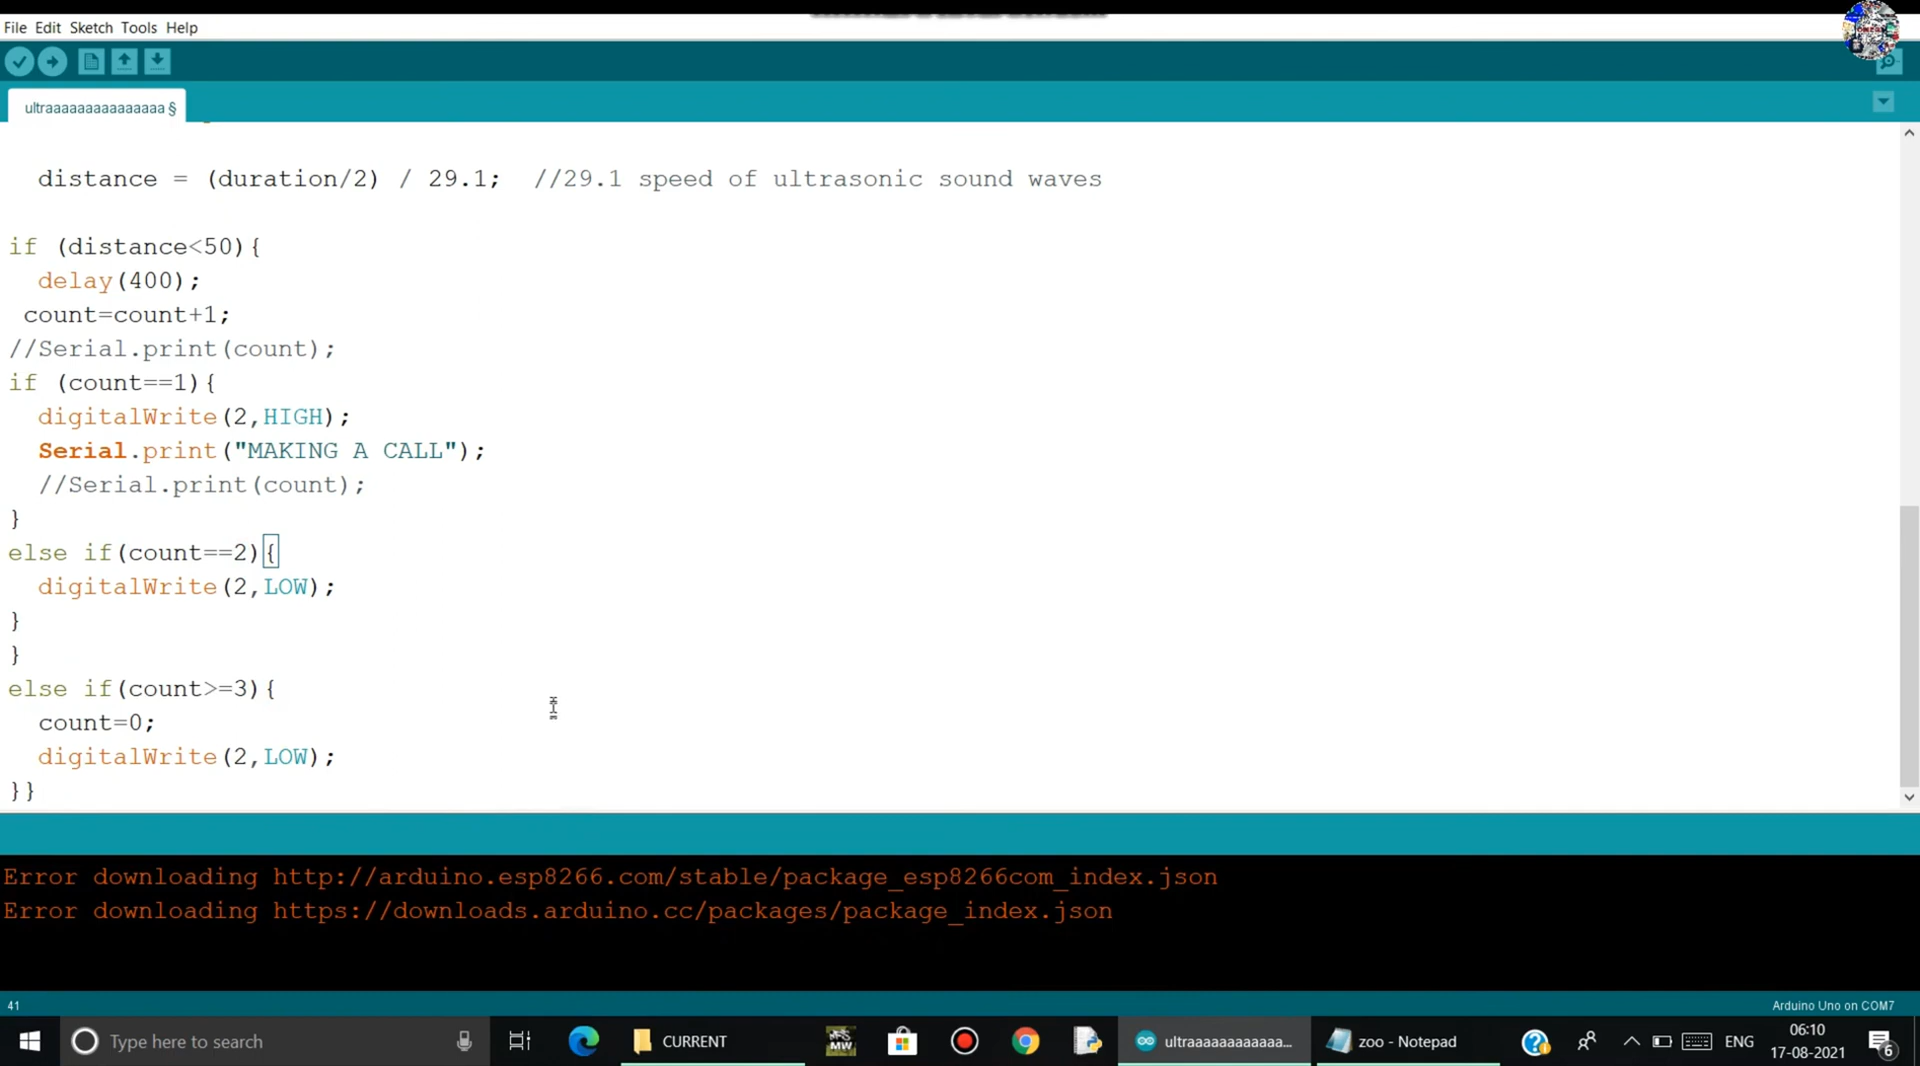 File Edit Sketch Tools Help
ultraaaaaaaaaaaaaaa §
distance = (duration/2) / 29.1;  //29.1 speed of ultrasonic sound waves
if (distance<50){
delay(400);
count=count+1;
//Serial.print(count);
if (count==1){
digitalWrite(2,HIGH);
Serial.print("MAKING A CALL");
//Serial.print(count);
}
else if(count==2){
digitalWrite(2,LOW);
}
}
else if(count>=3){
count=0;
digitalWrite(2,LOW);
}}
Error downloading http://arduino.esp8266.com/stable/package_esp8266com_index.json
Error downloading https://downloads.arduino.cc/packages/package_index.json
41
Arduino Uno on COM7
Type here to search
CURRENT
MW
ultraaaaaaaaaaaa...
zoo - Notepad
ENG
06:10
17-08-2021
6